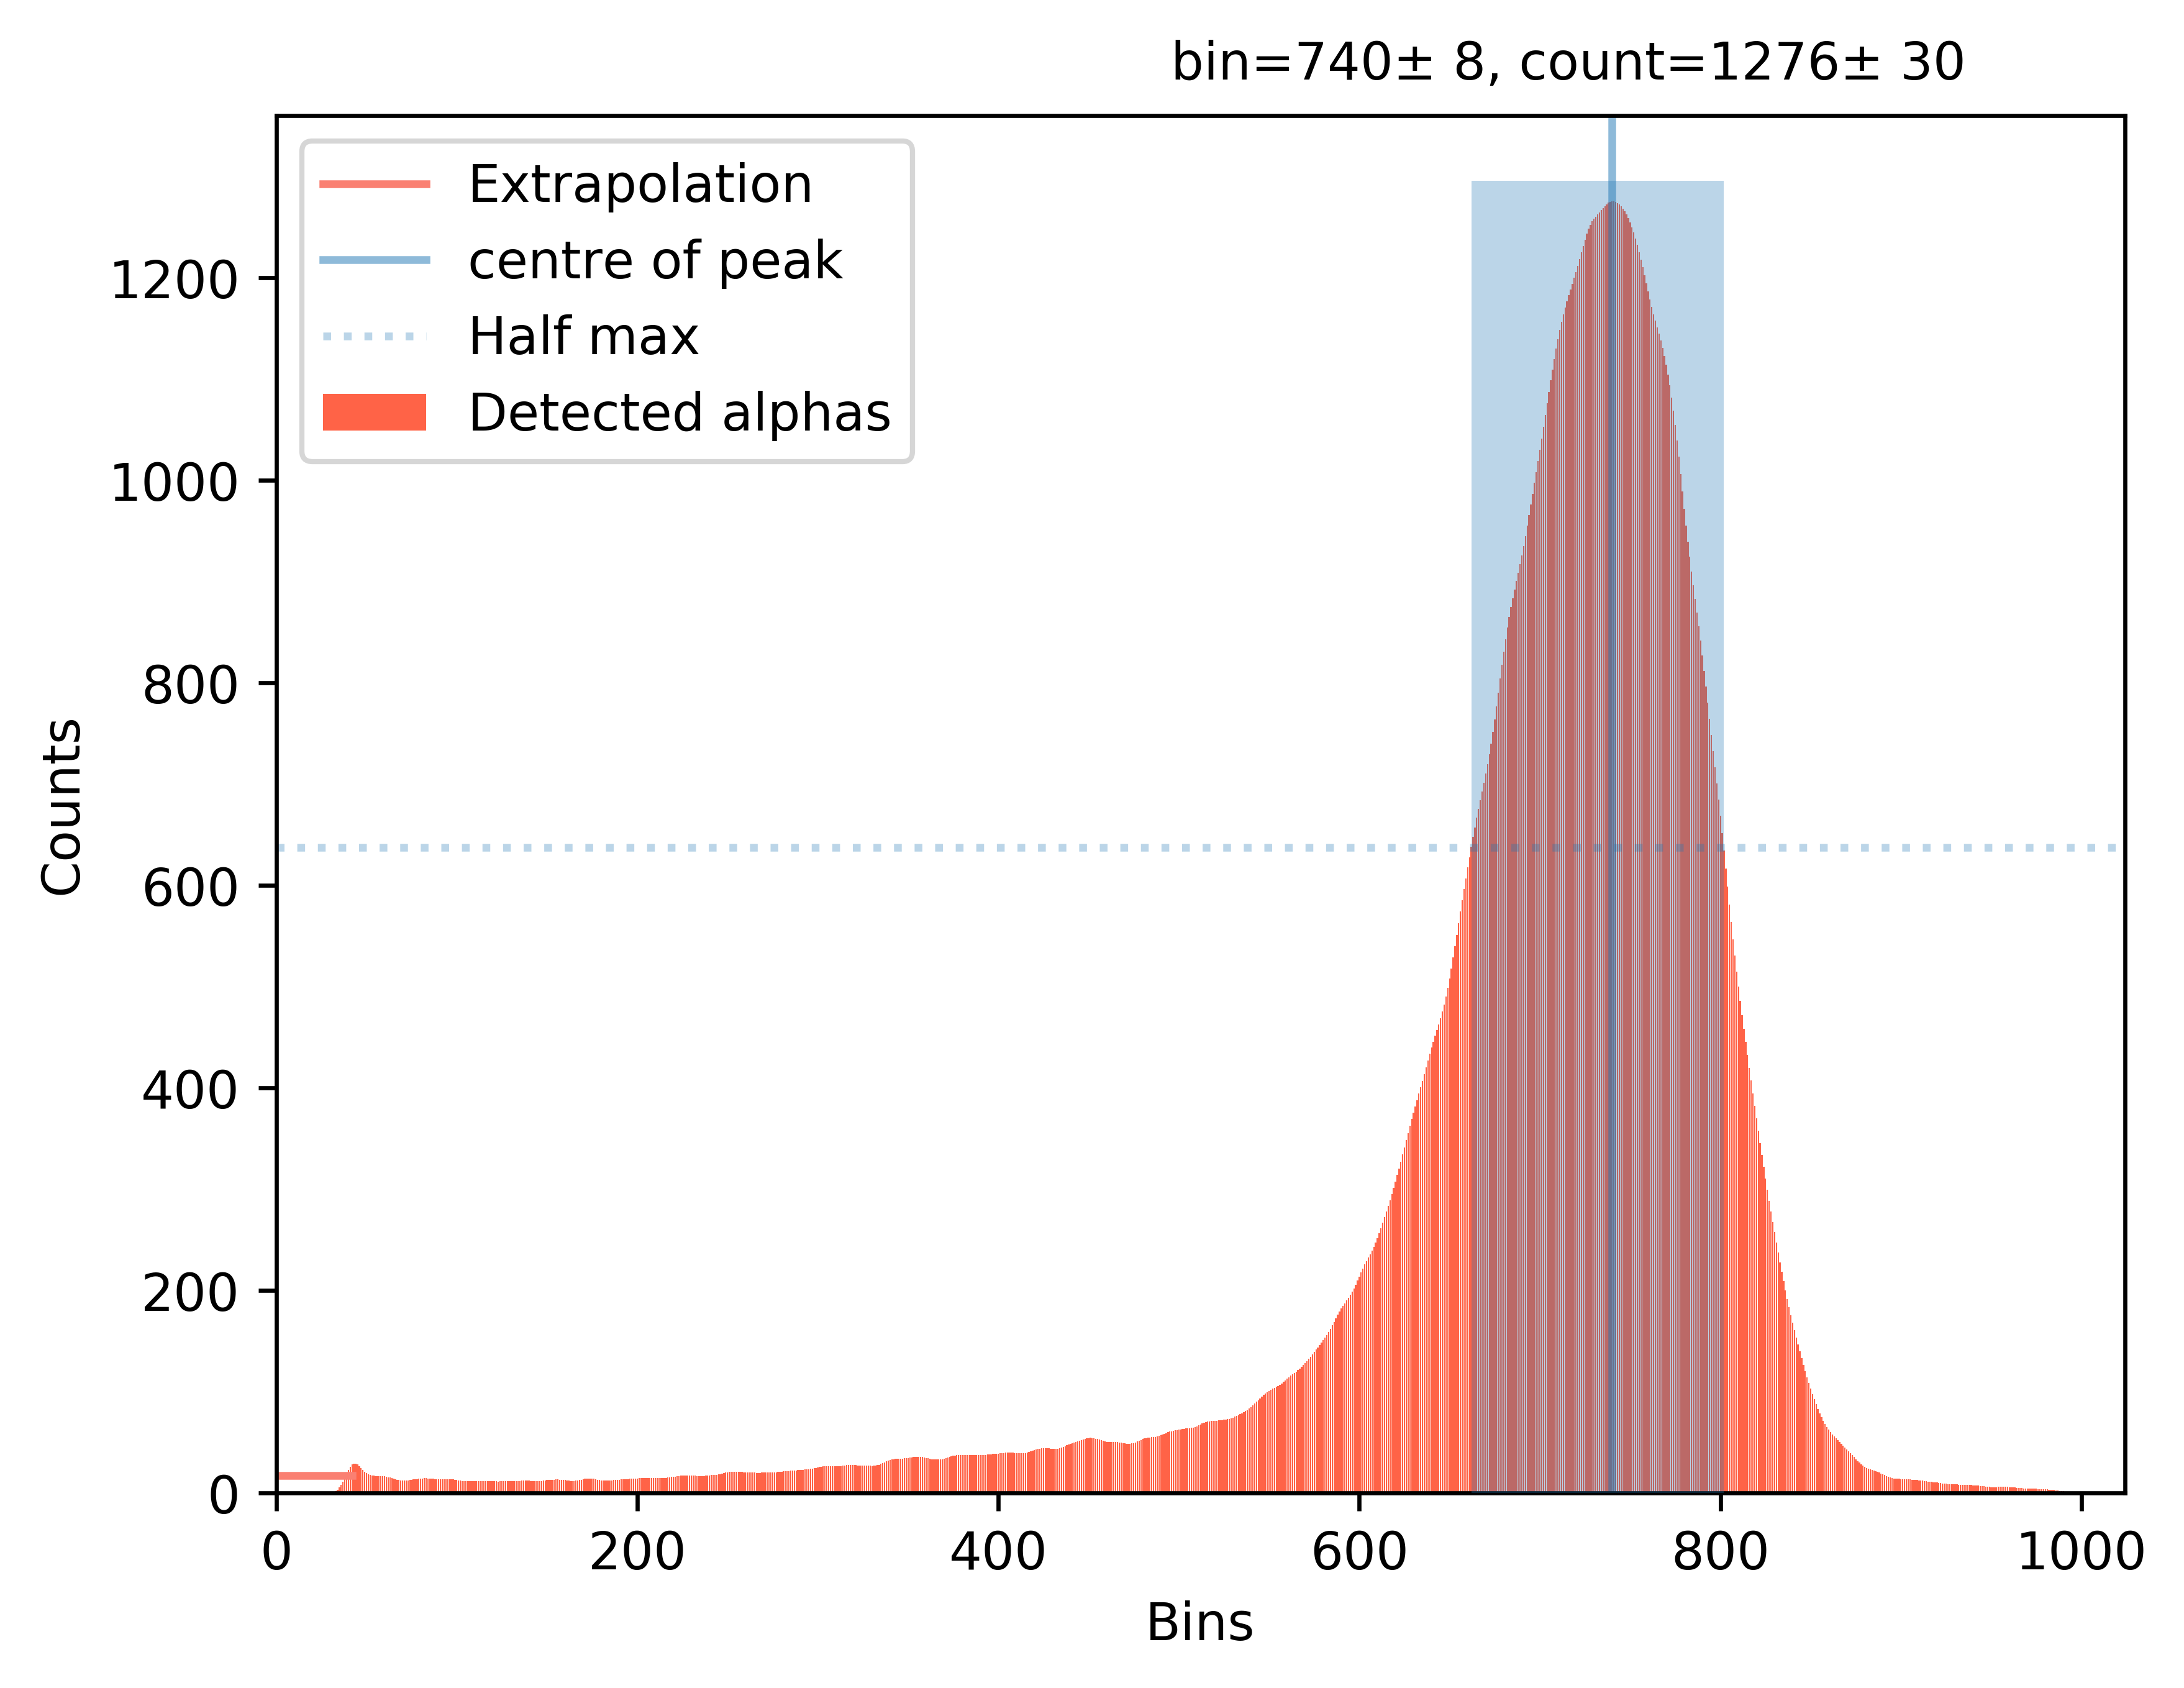 bin=740± 8, count=1276± 30
Extrapolation
centre of peak
Half max
Detected alphas
1200
1000
800
600
400
200
0
Counts
0 200 400 600 800 1000
Bins